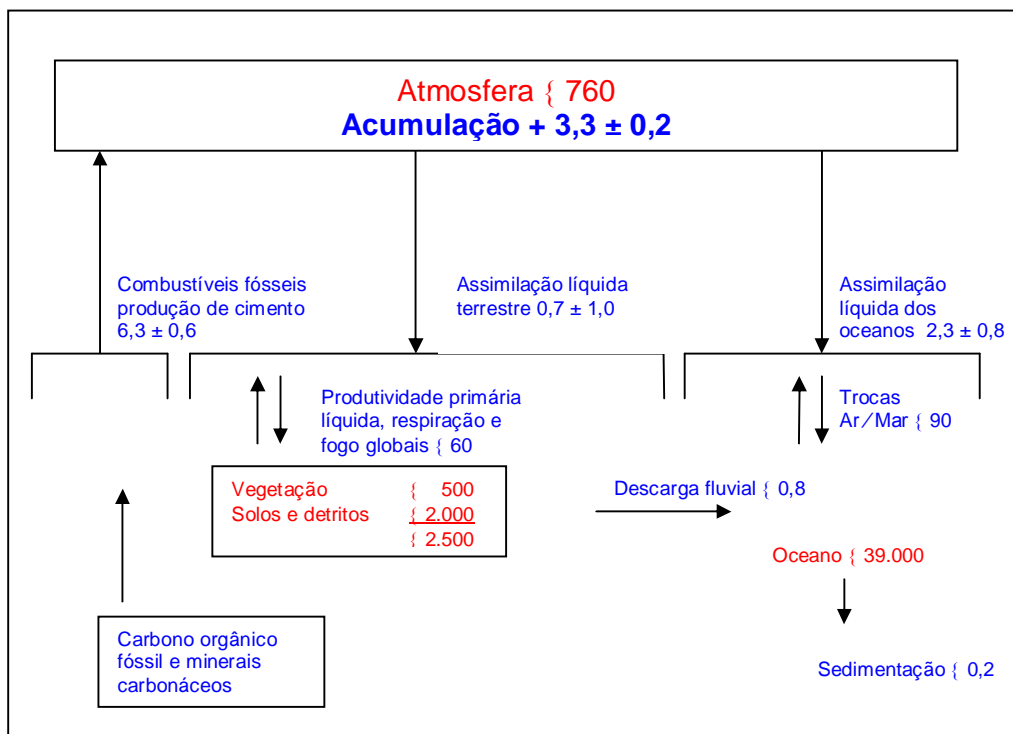 Atmosfera { 760
Acumulação + 3,3 ± 0,2
Combustíveis fósseis
produção de cimento
6,3 ± 0,6
Assimilação líquida
terrestre 0,7 ± 1,0
Assimilação
líquida dos
oceanos 2,3 ± 0,8
Produtividade primária
líquida, respiração e
fogo globais { 60
Trocas
Ar/Mar { 90
Vegetação { 500
Solos e detritos { 2.000
{ 2.500
Descarga fluvial { 0,8
Oceano { 39.000
Carbono orgânico
fóssil e minerais
carbonáceos
Sedimentação { 0,2